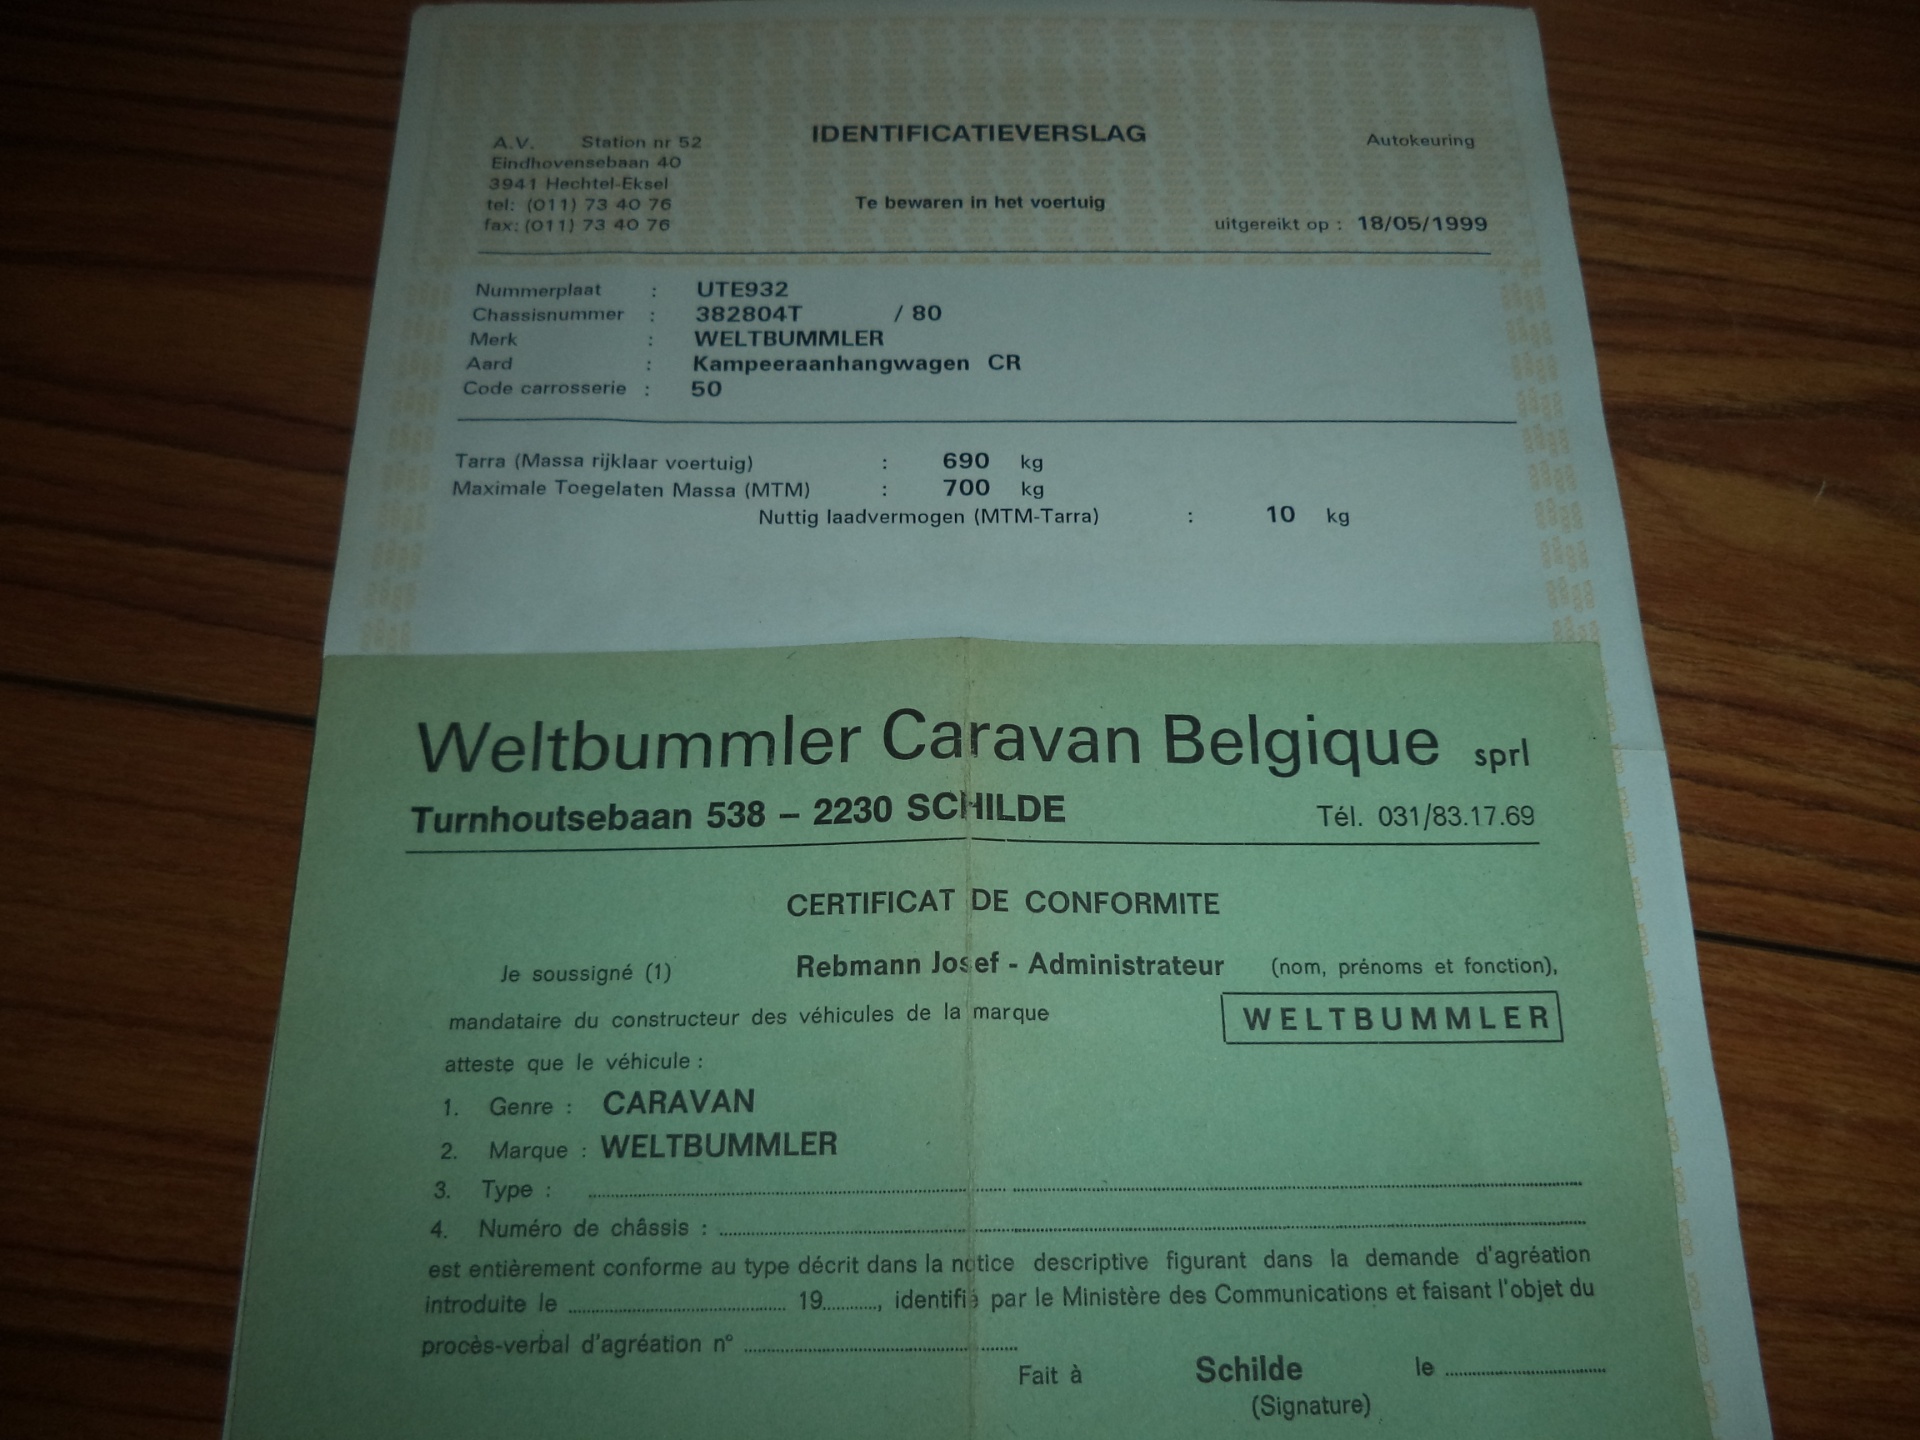 IDENTIFICATIEVERSLAG
A.V. Station nr 52
Autokeuring
Eindhovensebaan 40
3941 Hechtel-Eksel
tel: (011) 73 40 76
Te bewaren in het voertuig
fax: (011) 73 40 76
uitgereikt op : 18/05/1999
Nummerplaat : UTE932
Chassisnummer : 382804T / 80
Merk : WELTBUMMLER
Aard : Kampeeraanhangwagen CR
Code carrosserie : 50
Tarra (Massa rijklaar voertuig) : 690 kg
Maximale Toegelaten Massa (MTM) : 700 kg
Nuttig laadvermogen (MTM-Tarra) : 10 kg
Weltbummler Caravan Belgique sprl
Turnhoutsebaan 538 – 2230 SCHILDE Tél. 031/83.17.69
CERTIFICAT DE CONFORMITE
Je soussigné (1) Rebmann Josef - Administrateur (nom, prénoms et fonction),
mandataire du constructeur des véhicules de la marque WELTBUMMLER
atteste que le véhicule :
1. Genre : CARAVAN
2. Marque : WELTBUMMLER
3. Type :
4. Numéro de châssis :
est entièrement conforme au type décrit dans la notice descriptive figurant dans la demande d'agréation
introduite le .......... 19.........., identifié par le Ministère des Communications et faisant l'objet du
procès-verbal d'agréation n° ..........
Fait à Schilde le ..........
(Signature)